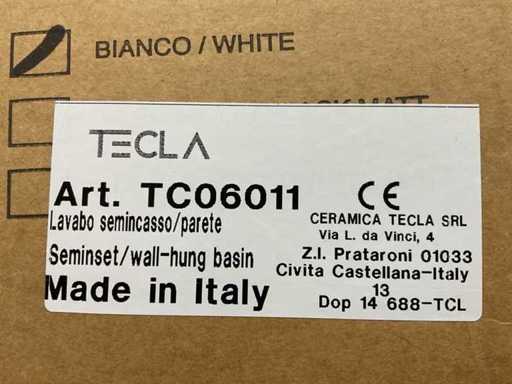 BIANCO / WHITE
TECLA
Art. TC06011
Lavabo semincasso/parete
Seminset/wall-hung basin
Made in Italy
CE
CERAMICA TECLA SRL
Via L. da Vinci, 4
Z.I. Prataroni 01033
Civita Castellana-Italy
13
Dop 14 688-TCL